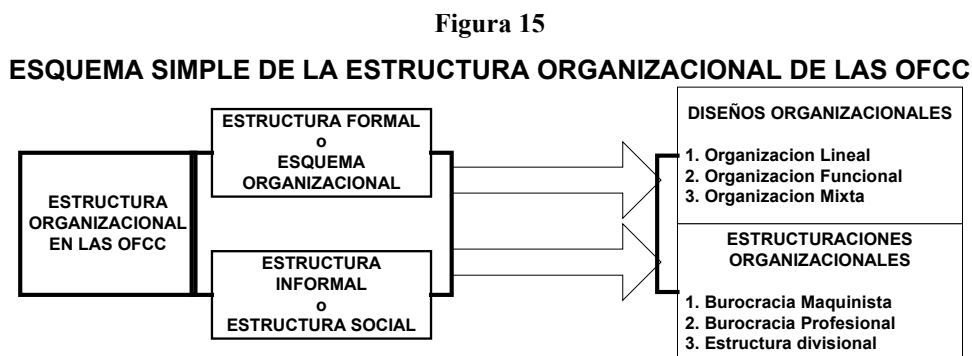 Figura 15
ESQUEMA SIMPLE DE LA ESTRUCTURA ORGANIZACIONAL DE LAS OFCC
ESTRUCTURA
ORGANIZACIONAL
EN LAS OFCC
ESTRUCTURA FORMAL
o
ESQUEMA
ORGANIZACIONAL
ESTRUCTURA
INFORMAL
o
ESTRUCTURA SOCIAL
DISEÑOS ORGANIZACIONALES
1. Organizacion Lineal
2. Organizacion Funcional
3. Organizacion Mixta
ESTRUCTURACIONES
ORGANIZACIONALES
1. Burocracia Maquinista
2. Burocracia Profesional
3. Estructura divisional